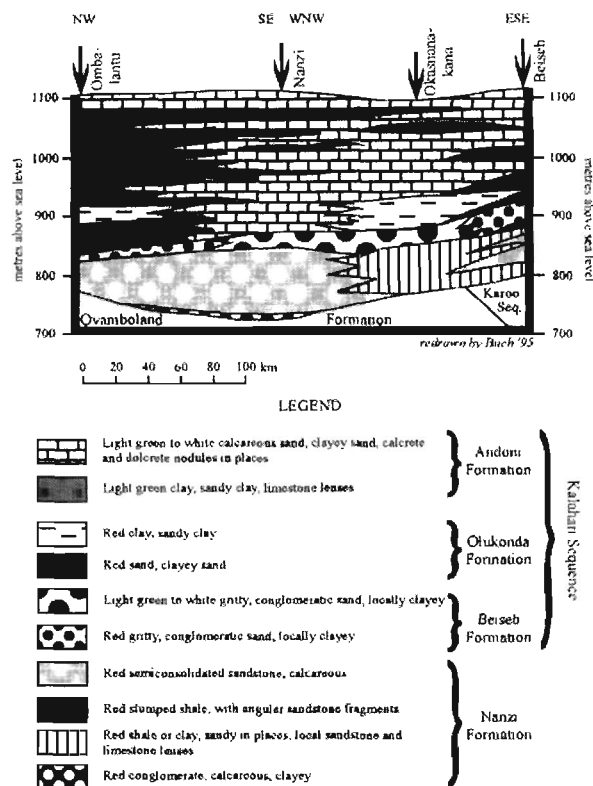 NW SE WNW ESE
Omba-
lantu
Nanzi
Okasnana-
kana
Beisch
1100 1100
1000 1000
900 900
800 800
700 700
metres above sea level
metres above sea level
Karoo
Seq.
Ovamboland Formation
redrawn by Buch '95
0 20 40 60 80 100 km
LEGEND
Light green to white calcareous sand, clayey sand, calcrete
and dolcrete nodules in places
Light green clay, sandy clay, limestone lenses
Andoni
Formation
Red clay, sandy clay
Red sand, clayey sand
Olukonda
Formation
Light green to white gritty, conglomeratic sand, locally clayey
Red gritty, conglomeratic sand, locally clayey
Beiseb
Formation
Kalahari Sequence
Red semiconsolidated sandstone, calcareous
Red slumped shale, with angular sandstone fragments
Red shale or clay, sandy in places, local sandstone and
limestone lenses
Red conglomerate, calcareous, clayey
Nanzi
Formation